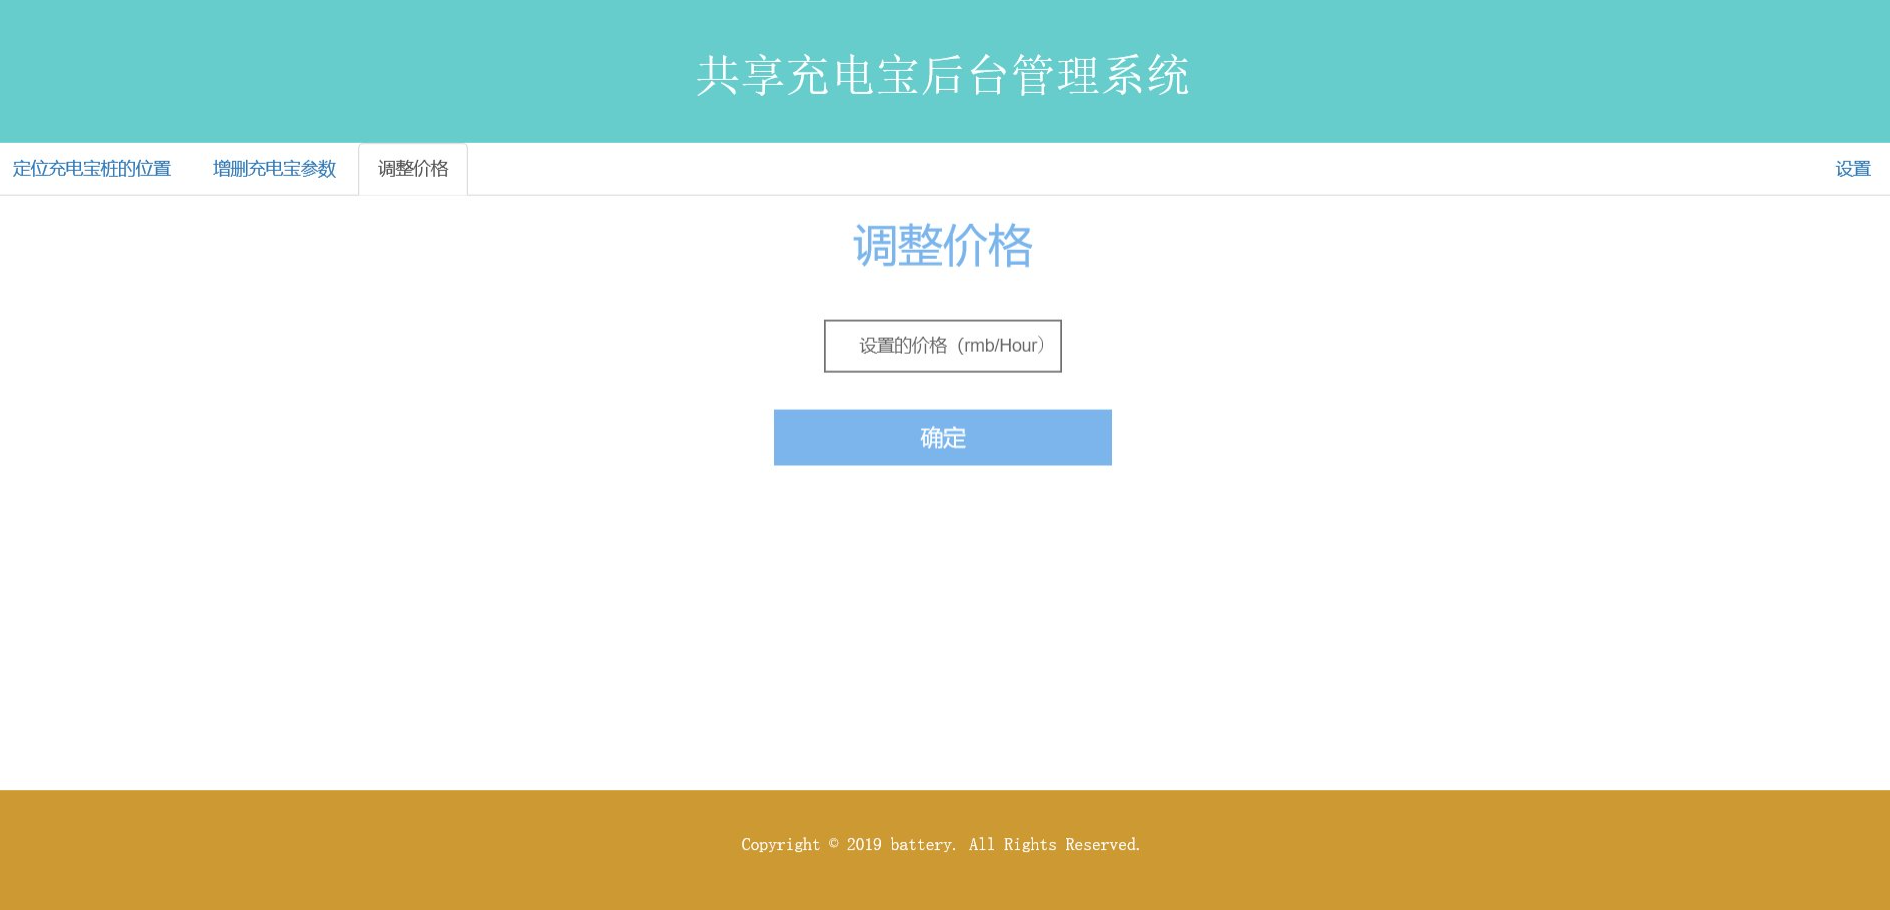 共享充电宝后台管理系统
定位充电宝桩的位置 增删充电宝参数 调整价格 设置
调整价格
设置的价格（rmb/Hour）
确定
Copyright © 2019 battery. All Rights Reserved.